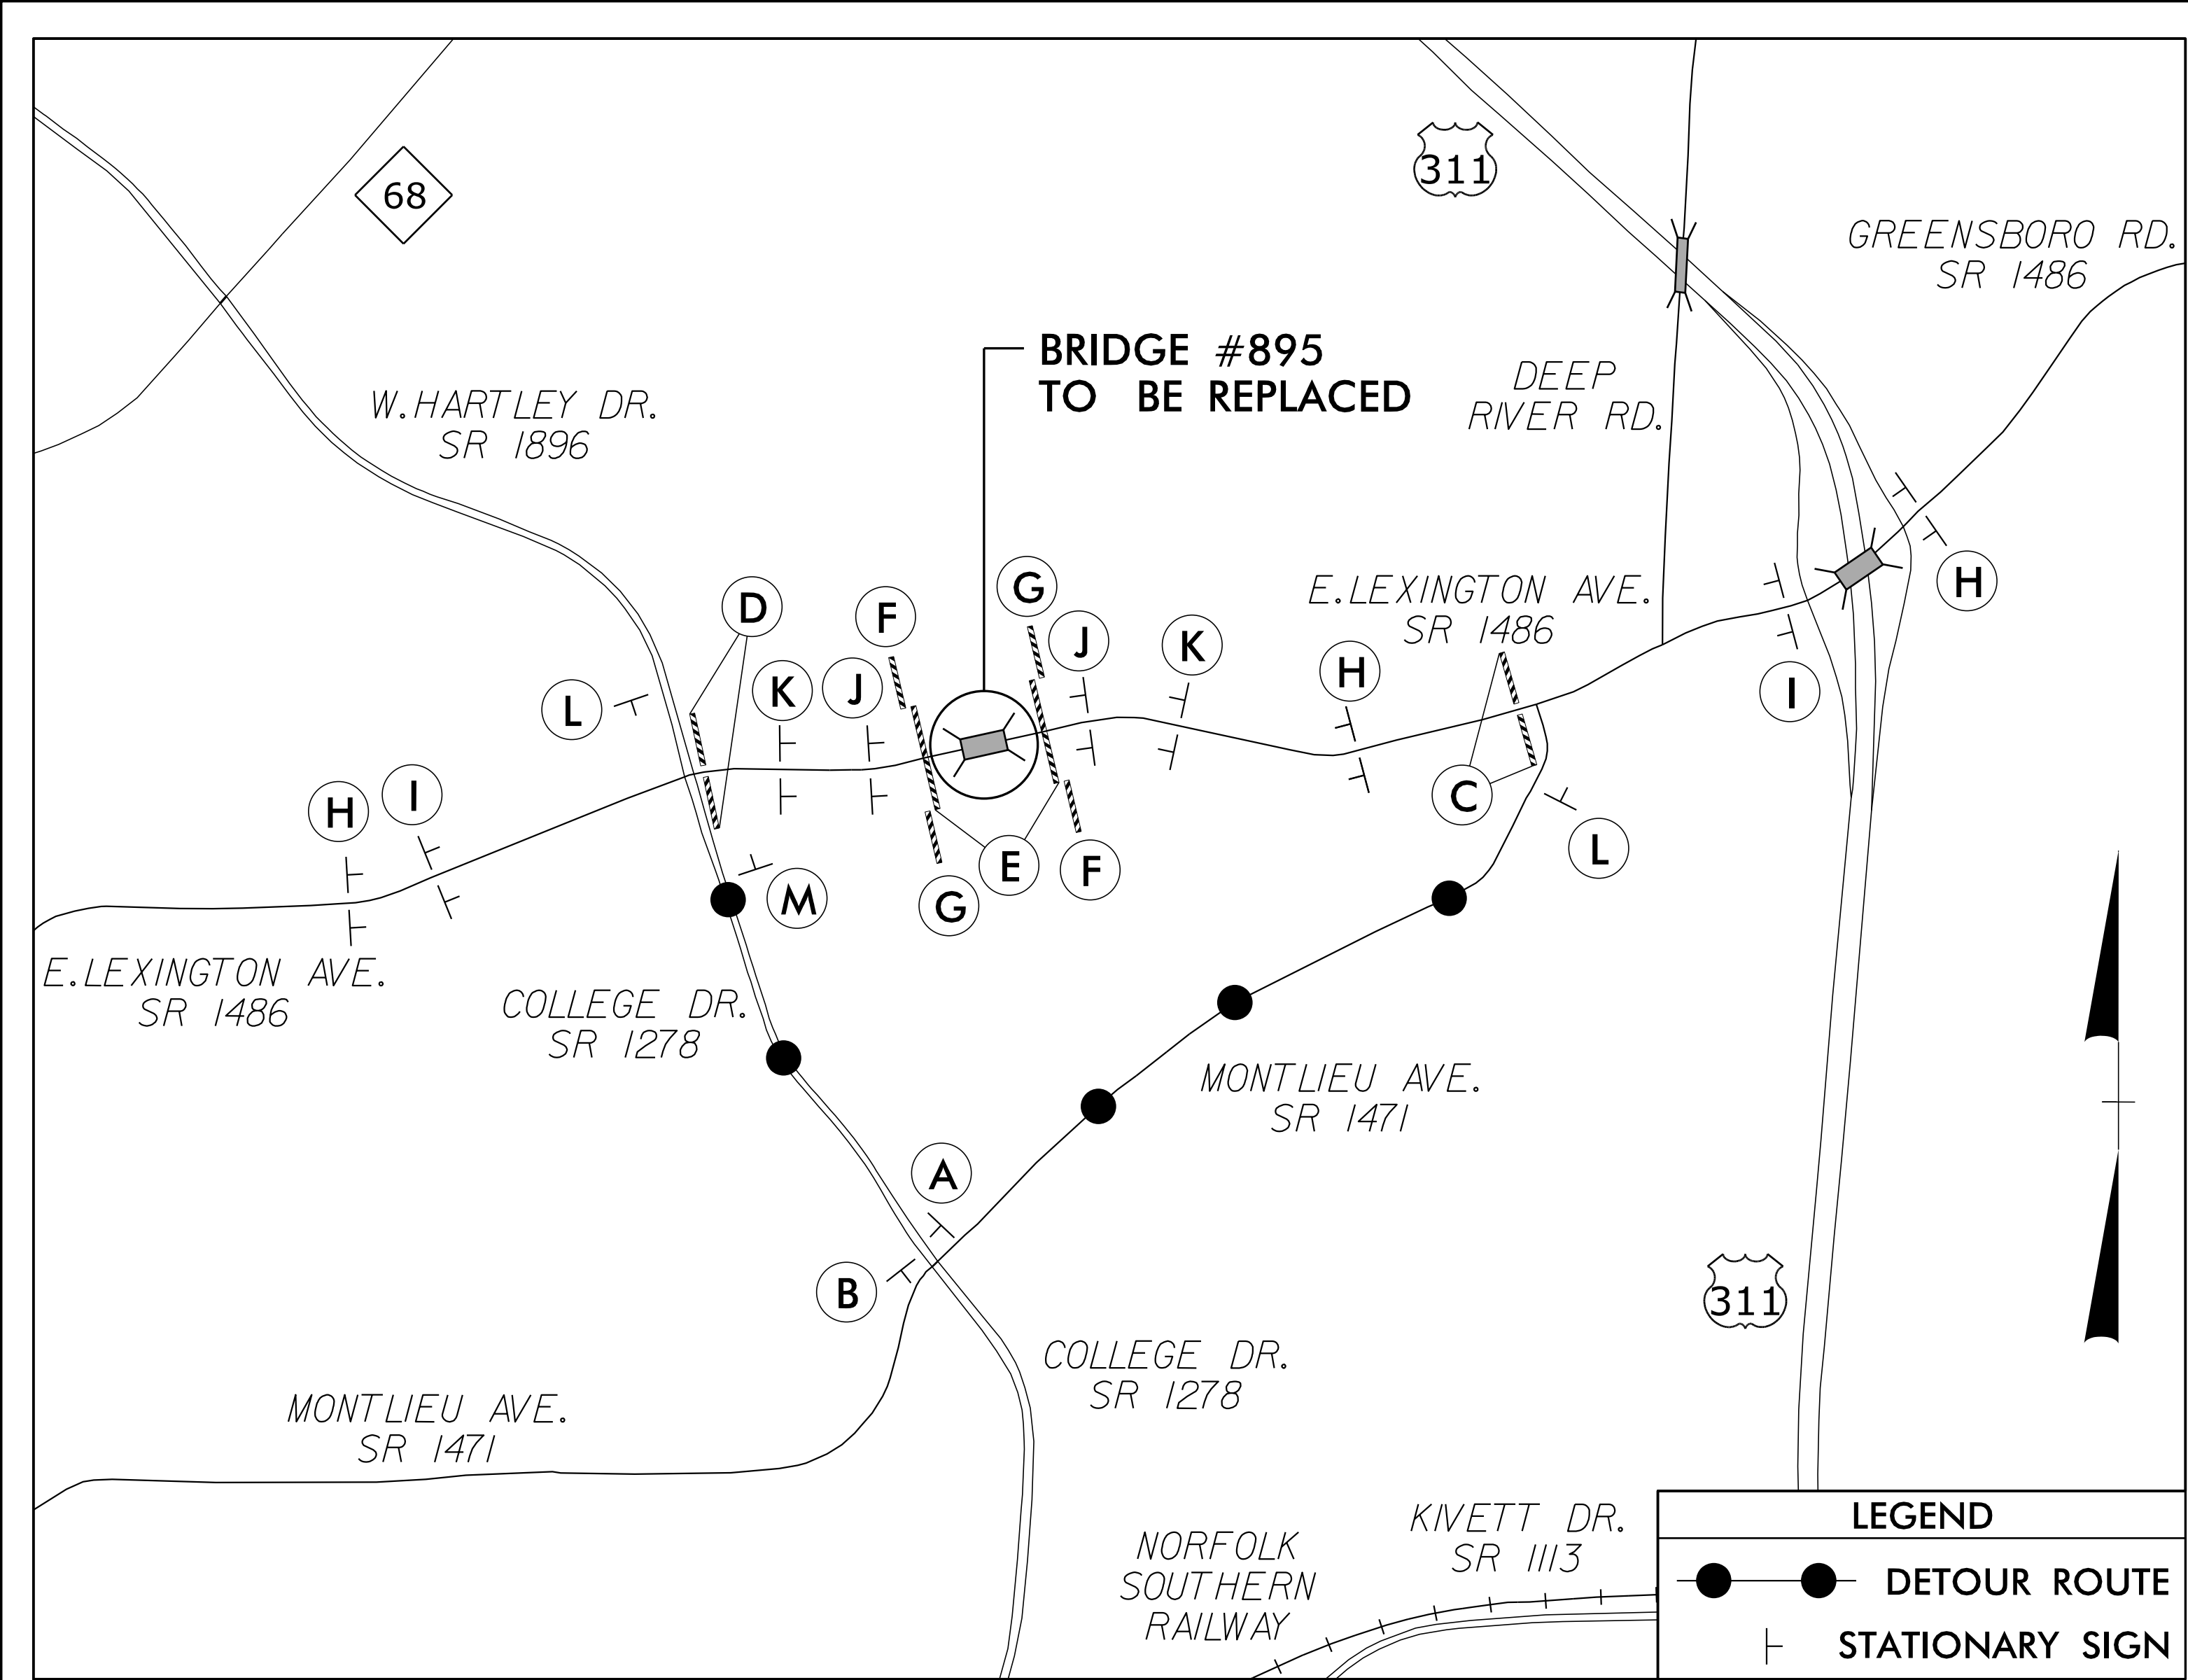 68
311
GREENSBORO RD.
SR 1486
BRIDGE #895
TO BE REPLACED
DEEP
RIVER RD.
W.HARTLEY DR.
SR 1896
E.LEXINGTON AVE.
SR 1486
H
D
F
G
J
K
H
I
L
K
J
H
I
C
L
E
F
G
M
E.LEXINGTON AVE.
SR 1486
COLLEGE DR.
SR 1278
MONTLIEU AVE.
SR 1471
A
B
311
COLLEGE DR.
SR 1278
MONTLIEU AVE.
SR 1471
NORFOLK
SOUTHERN
RAILWAY
KIVETT DR.
SR 1113
LEGEND
DETOUR ROUTE
STATIONARY SIGN